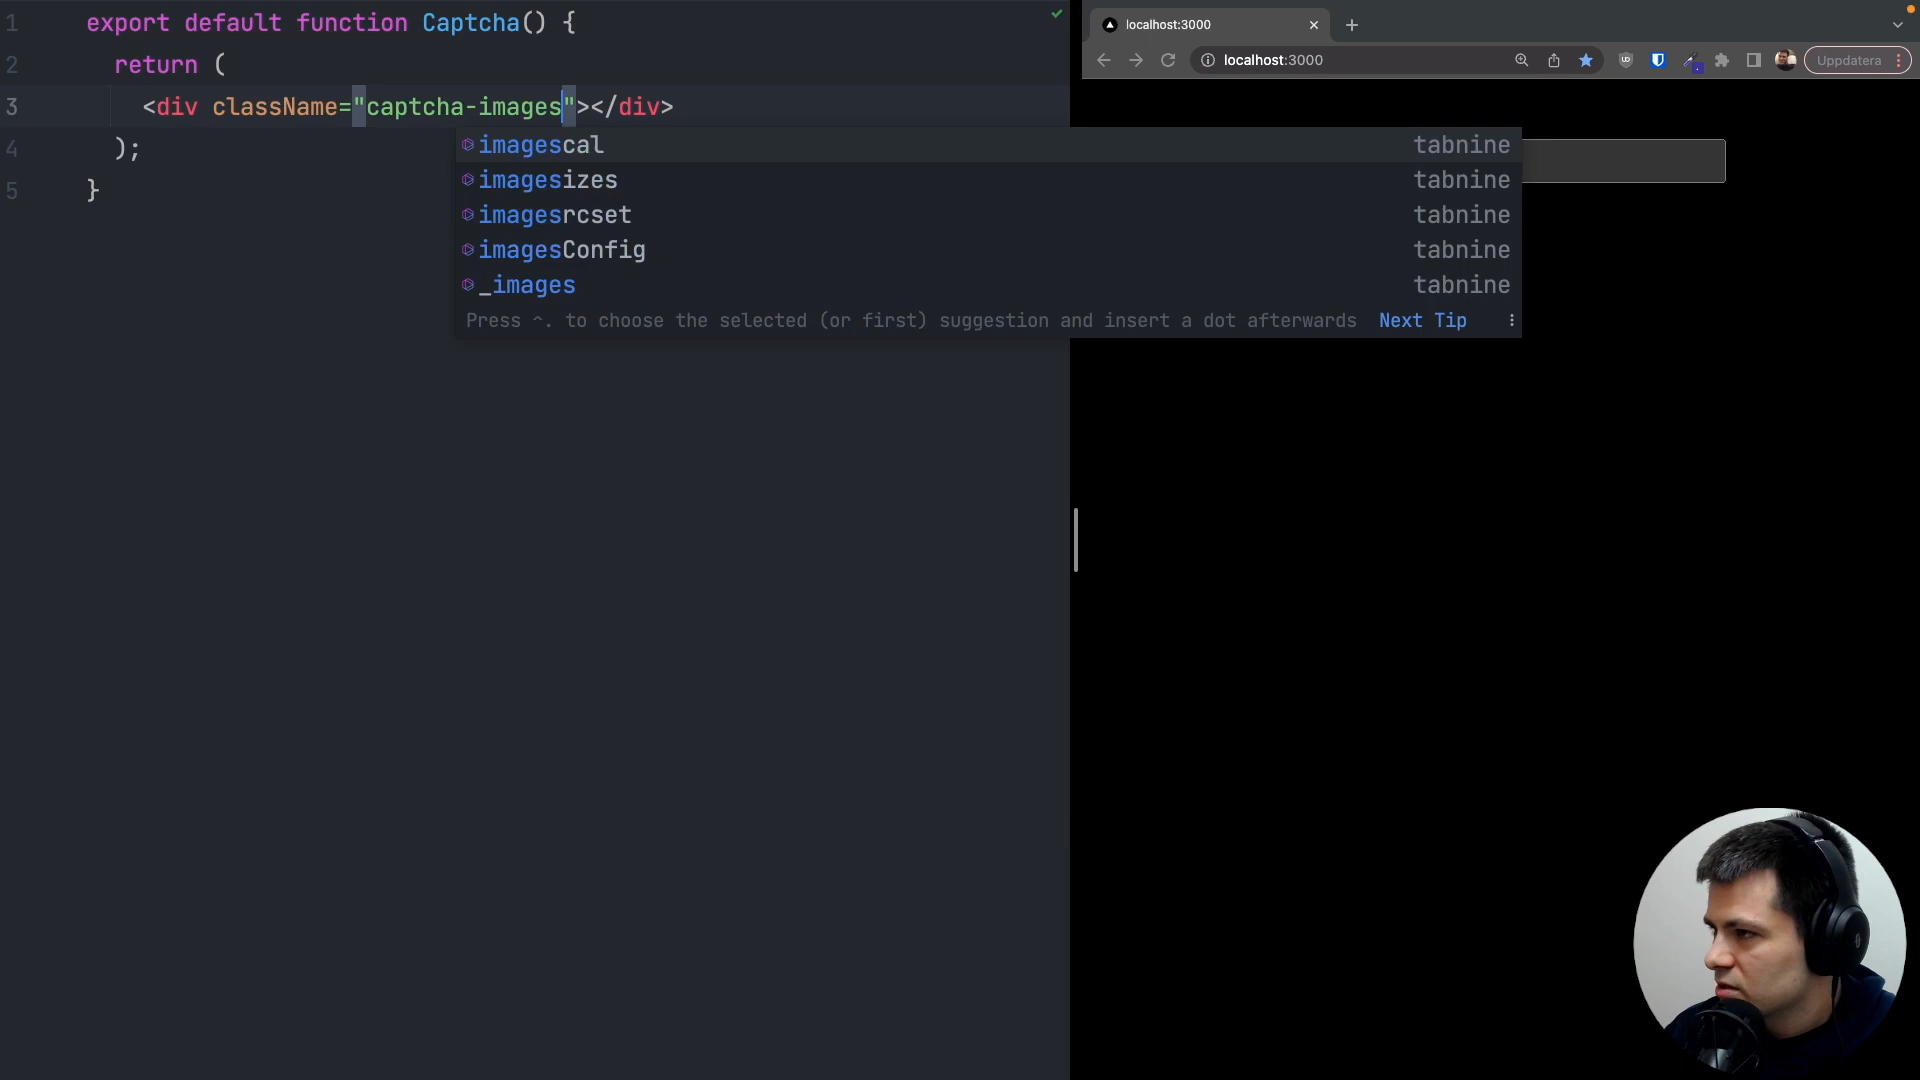 1 export default function Captcha() {
2 return (
3 <div className="captcha-images"></div>
4 );
5 }
imagescal tabnine
imagesizes tabnine
imagesrcset tabnine
imagesConfig tabnine
_images tabnine
Press ^. to choose the selected (or first) suggestion and insert a dot afterwards Next Tip
localhost:3000
localhost:3000
Uppdatera